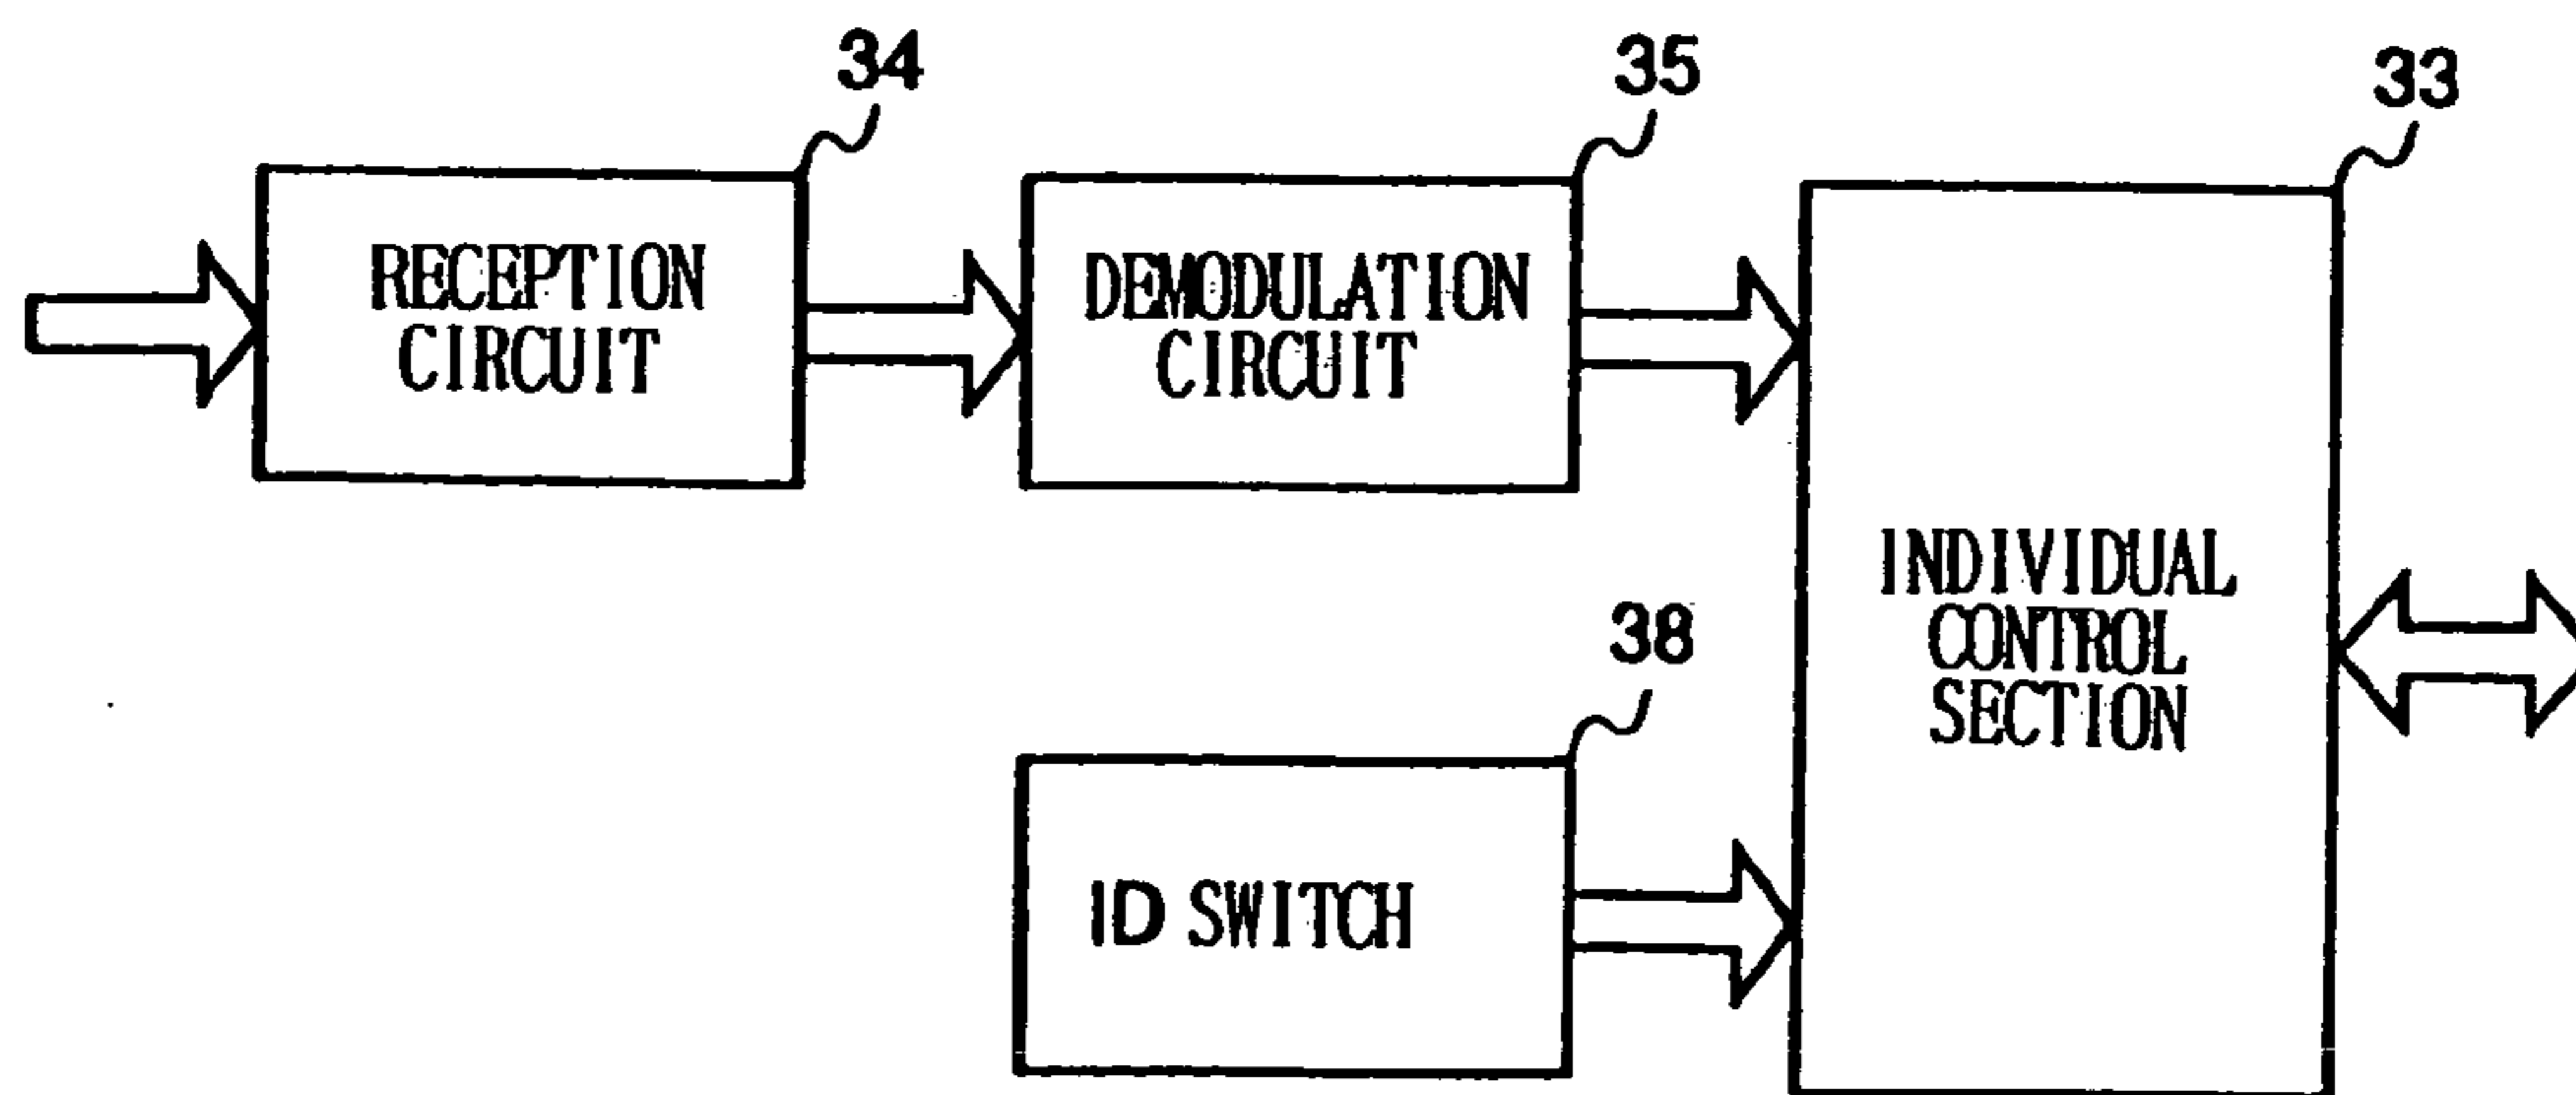 34
35
33
RECEPTION
CIRCUIT
DEMODULATION
CIRCUIT
INDIVIDUAL
CONTROL
SECTION
38
ID SWITCH